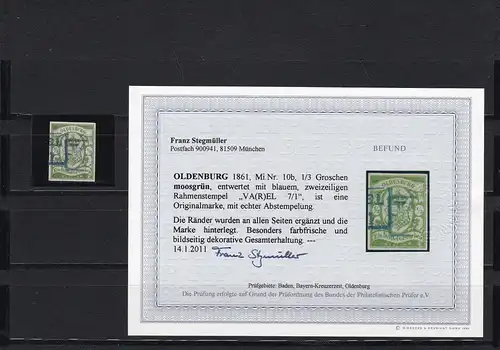 Franz Stegmüller
Postfach 900941, 81509 München
BEFUND
OLDENBURG 1861, Mi.Nr. 10b, 1/3 Groschen
moosgrün, entwertet mit blauem, zweizeiligen
Rahmenstempel „VA(R)EL 7/1", ist eine
Originalmarke, mit echter Abstempelung.
Die Ränder wurden an allen Seiten ergänzt und die
Marke hinterlegt. Besonders farbfrische und
bildseitig dekorative Gesamterhaltung. ---
14.1.2011 Franz Stegmüller
OLDENBURG
Prüfgebiete: Baden, Bayern-Kreuzerzeit, Oldenburg
Die Prüfung erfolgte auf Grund der Prüfordnung des Bundes der Philatelistischen Prüfer e.V.